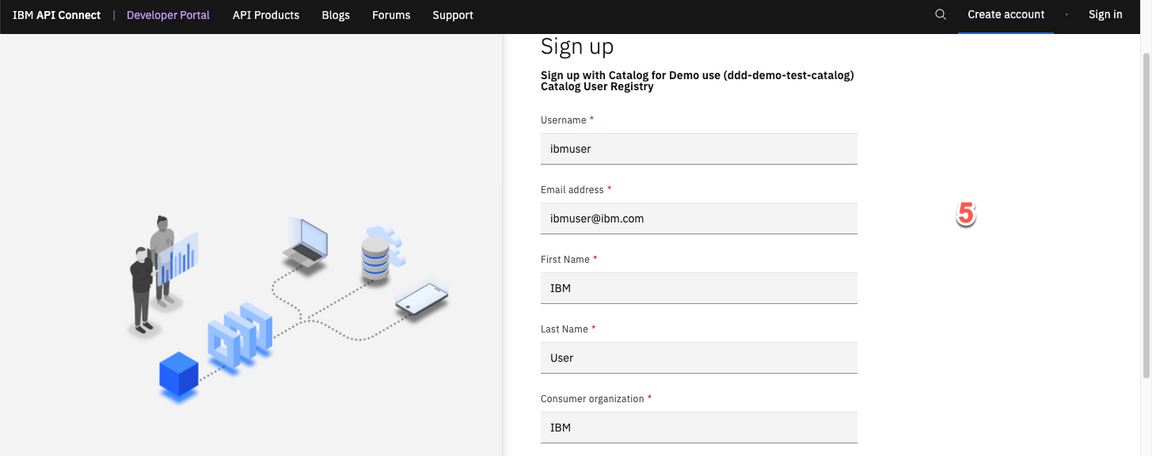 IBM API Connect | Developer Portal API Products Blogs Forums Support Create account · Sign in
Sign up
Sign up with Catalog for Demo use (ddd-demo-test-catalog)
Catalog User Registry
Username *
ibmuser
Email address *
ibmuser@ibm.com
5
First Name *
IBM
Last Name *
User
Consumer organization *
IBM